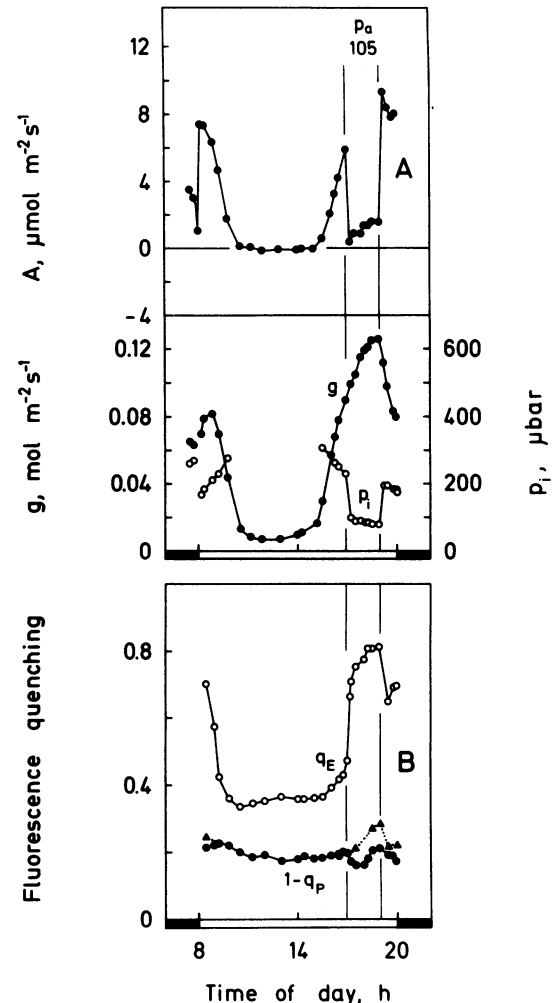 pa
105
12
8
4
0
-4
A, μmol m⁻²s⁻¹
A
0.12
0.08
0.04
0
g, mol m⁻²s⁻¹
g
pi
600
400
200
0
pi, μbar
0.8
0.4
0
Fluorescence quenching
qE
B
1-qP
8
14
20
Time of day, h